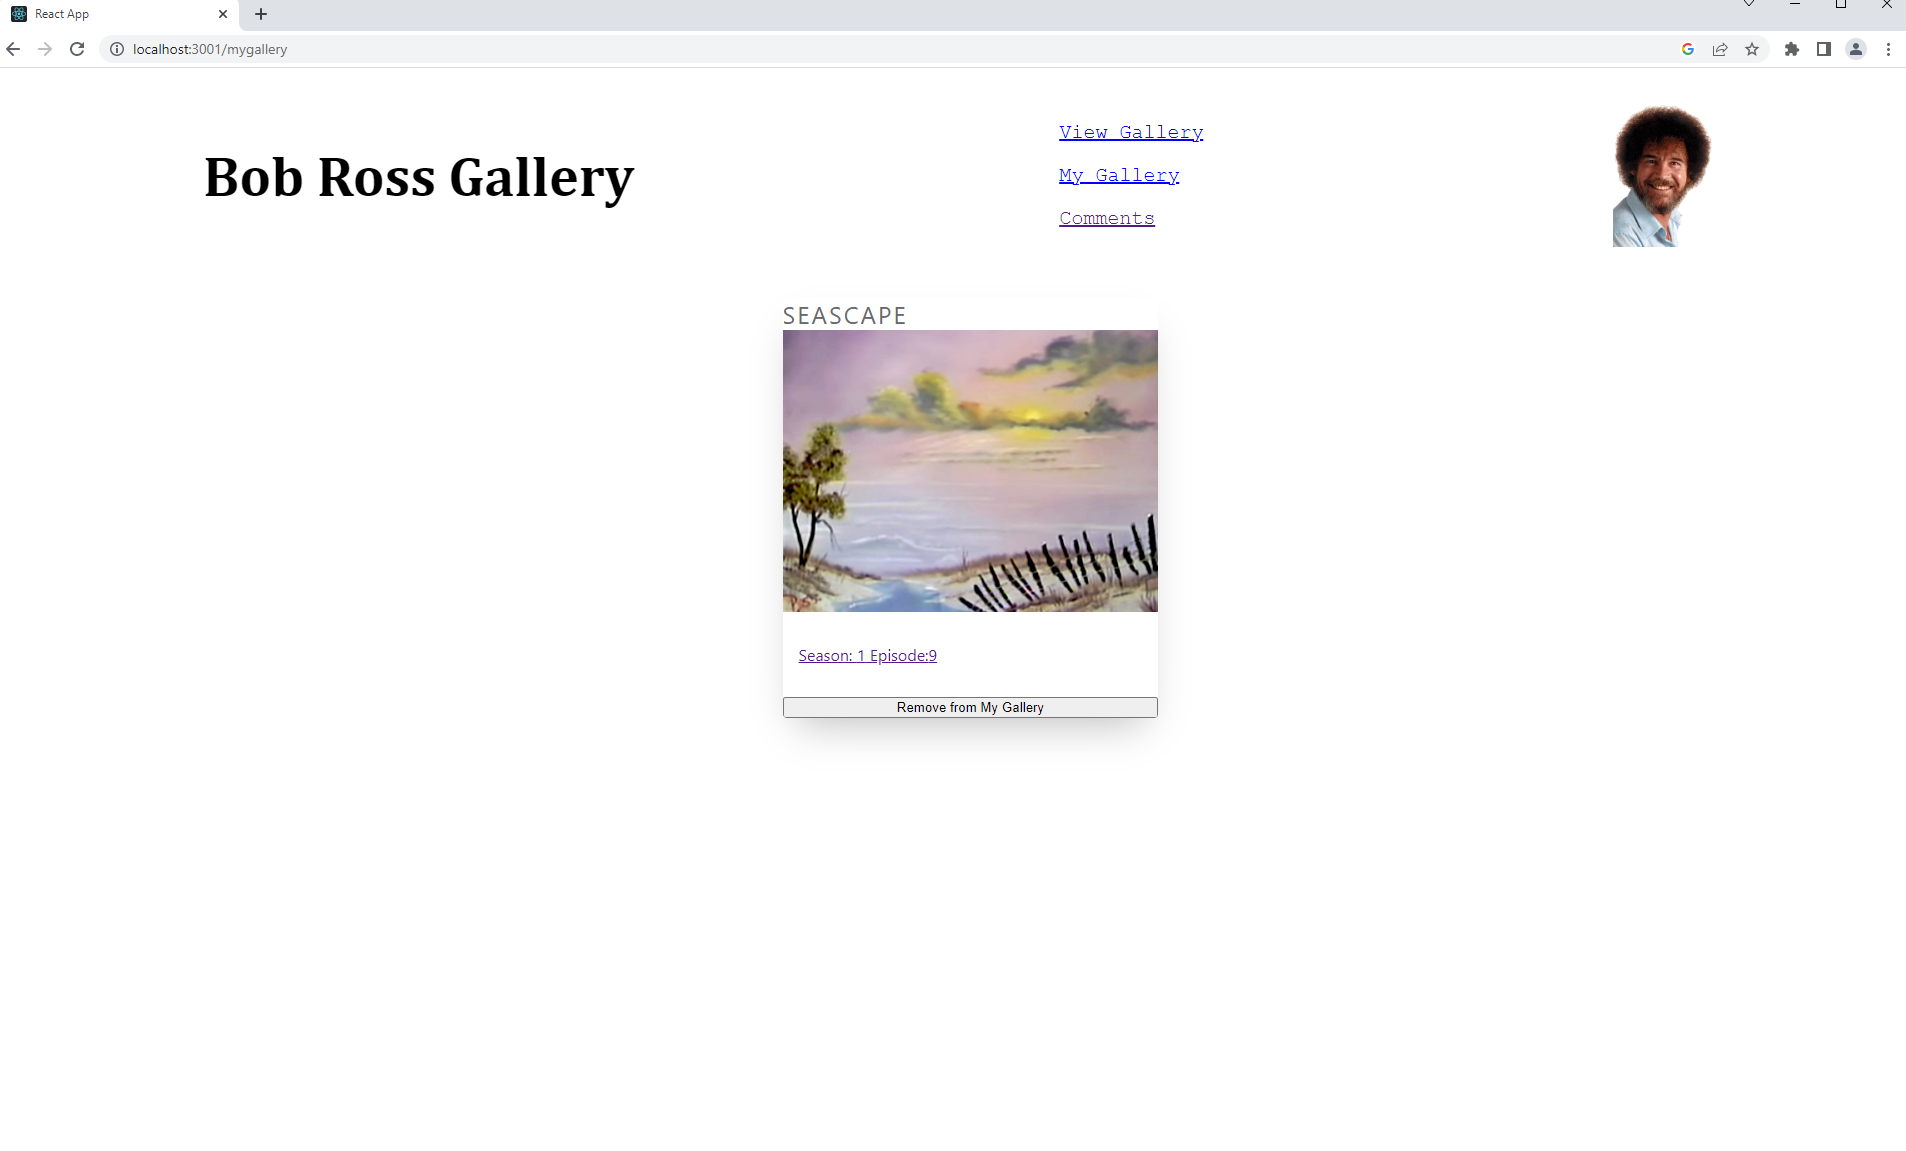 React App
localhost:3001/mygallery
Bob Ross Gallery
View Gallery
My Gallery
Comments
SEASCAPE
Season: 1 Episode:9
Remove from My Gallery